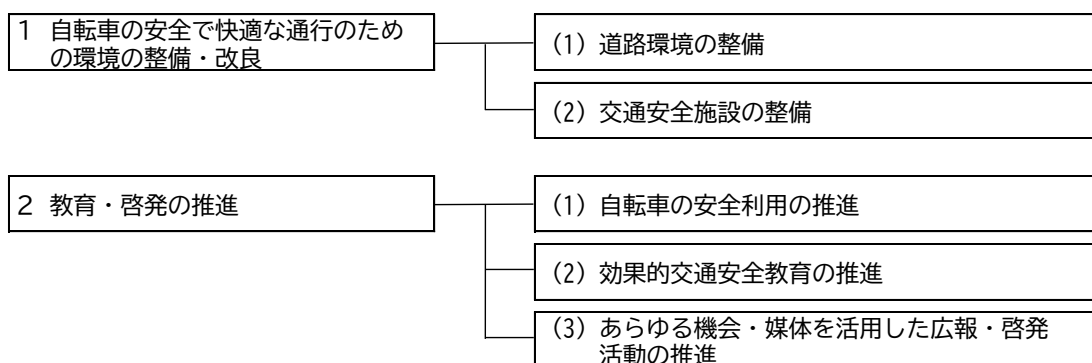 1 自転車の安全で快適な通行のため
の環境の整備・改良
(1) 道路環境の整備
(2) 交通安全施設の整備
2 教育・啓発の推進
(1) 自転車の安全利用の推進
(2) 効果的交通安全教育の推進
(3) あらゆる機会・媒体を活用した広報・啓発
活動の推進